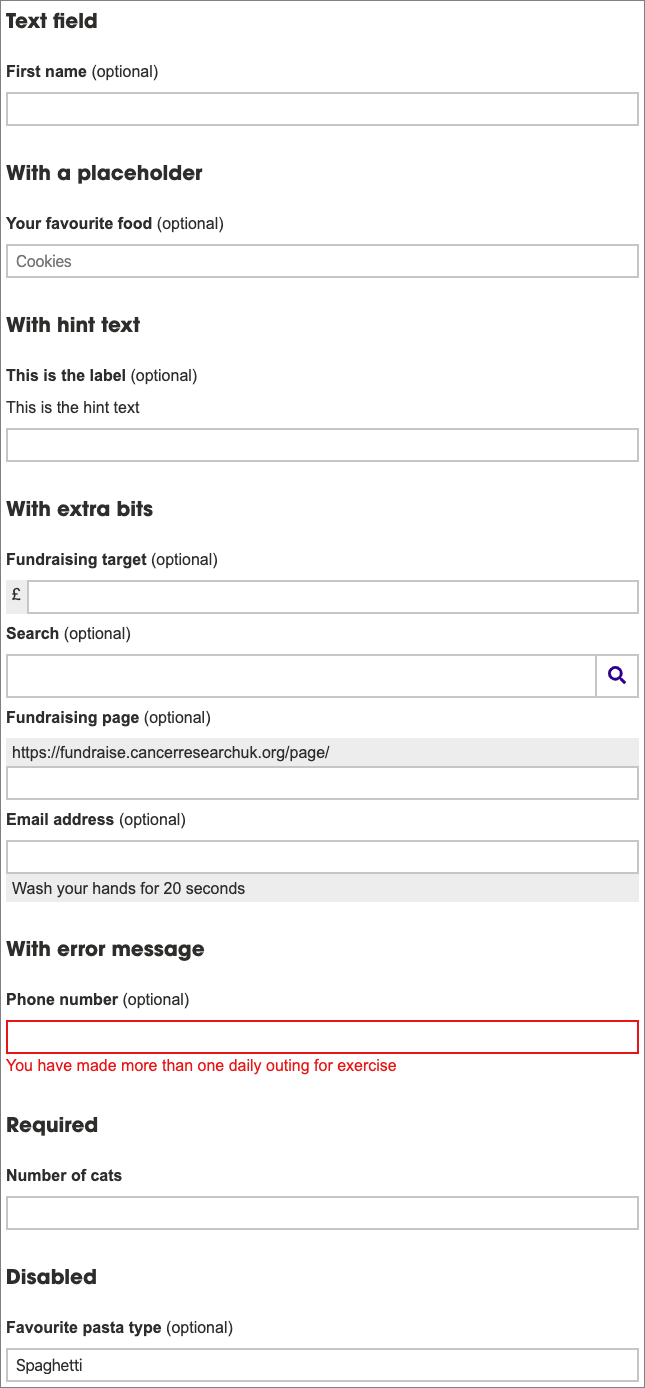 Text field
First name (optional)
With a placeholder
Your favourite food (optional)
Cookies
With hint text
This is the label (optional)
This is the hint text
With extra bits
Fundraising target (optional)
£
Search (optional)
Fundraising page (optional)
https://fundraise.cancerresearchuk.org/page/
Email address (optional)
Wash your hands for 20 seconds
With error message
Phone number (optional)
You have made more than one daily outing for exercise
Required
Number of cats
Disabled
Favourite pasta type (optional)
Spaghetti